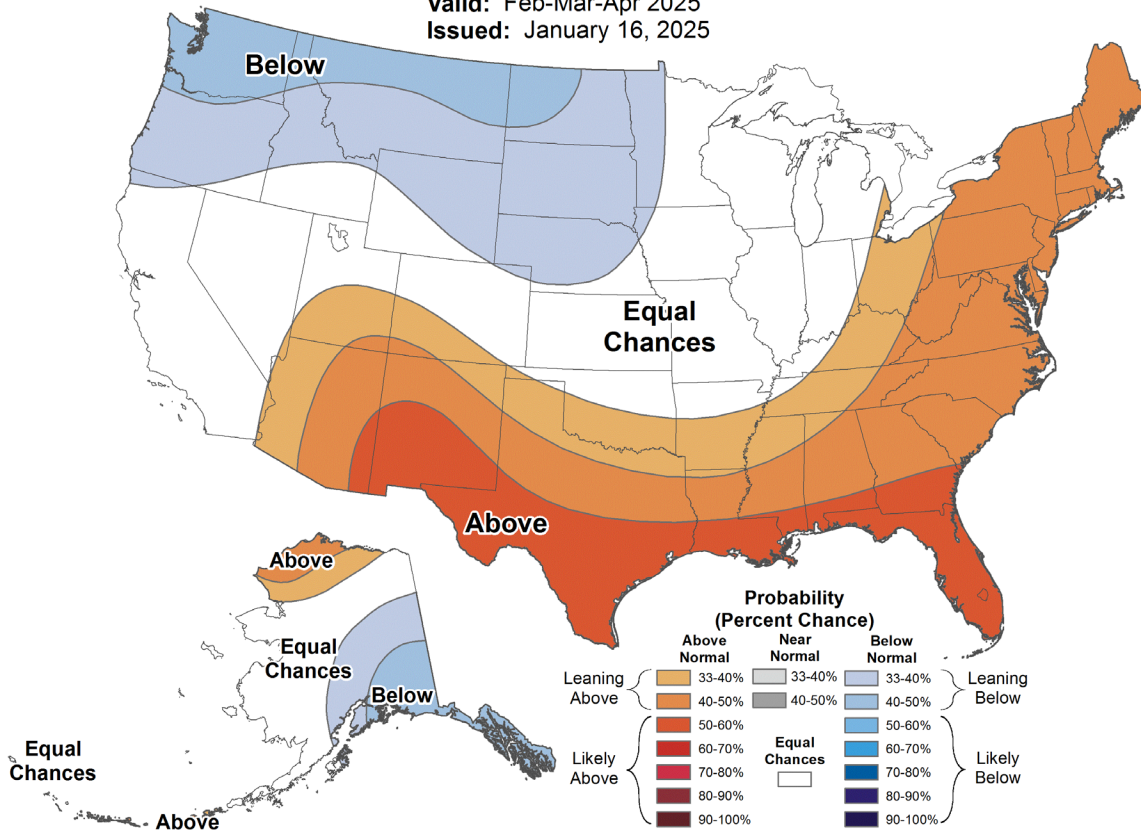 Valid: Feb-Mar-Apr 2025
Issued: January 16, 2025
Below
Equal
Chances
Above
Above
Equal
Chances
Below
Equal
Chances
Above
Probability
(Percent Chance)
Above
Normal
Near
Normal
Below
Normal
Leaning
Above
33-40%
33-40%
33-40%
Leaning
Below
40-50%
40-50%
40-50%
Likely
Above
50-60%
50-60%
Likely
Below
60-70%
60-70%
Equal
Chances
70-80%
70-80%
80-90%
80-90%
90-100%
90-100%